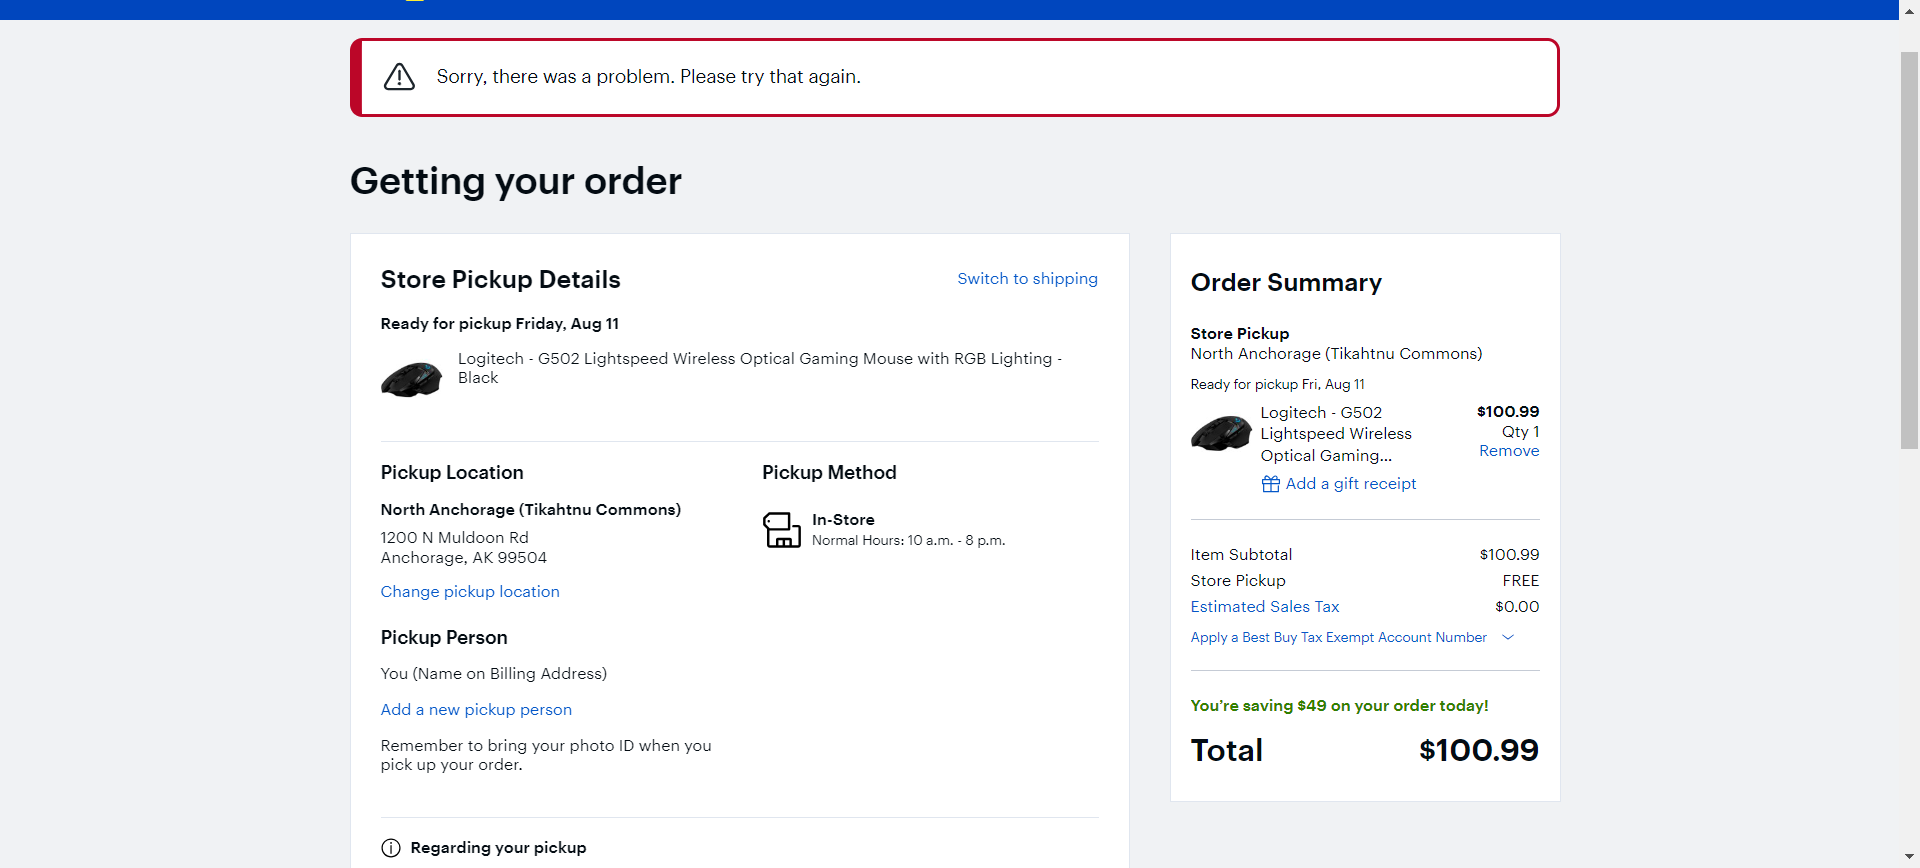 Sorry, there was a problem. Please try that again.
Getting your order
Store Pickup Details
Switch to shipping
Ready for pickup Friday, Aug 11
Logitech - G502 Lightspeed Wireless Optical Gaming Mouse with RGB Lighting -
Black
Pickup Location
North Anchorage (Tikahtnu Commons)
1200 N Muldoon Rd
Anchorage, AK 99504
Change pickup location
Pickup Method
In-Store
Normal Hours: 10 a.m. - 8 p.m.
Pickup Person
You (Name on Billing Address)
Add a new pickup person
Remember to bring your photo ID when you
pick up your order.
Regarding your pickup
Order Summary
Store Pickup
North Anchorage (Tikahtnu Commons)
Ready for pickup Fri, Aug 11
Logitech - G502 $100.99
Lightspeed Wireless Qty 1
Optical Gaming... Remove
Add a gift receipt
Item Subtotal $100.99
Store Pickup FREE
Estimated Sales Tax $0.00
Apply a Best Buy Tax Exempt Account Number
You’re saving $49 on your order today!
Total $100.99